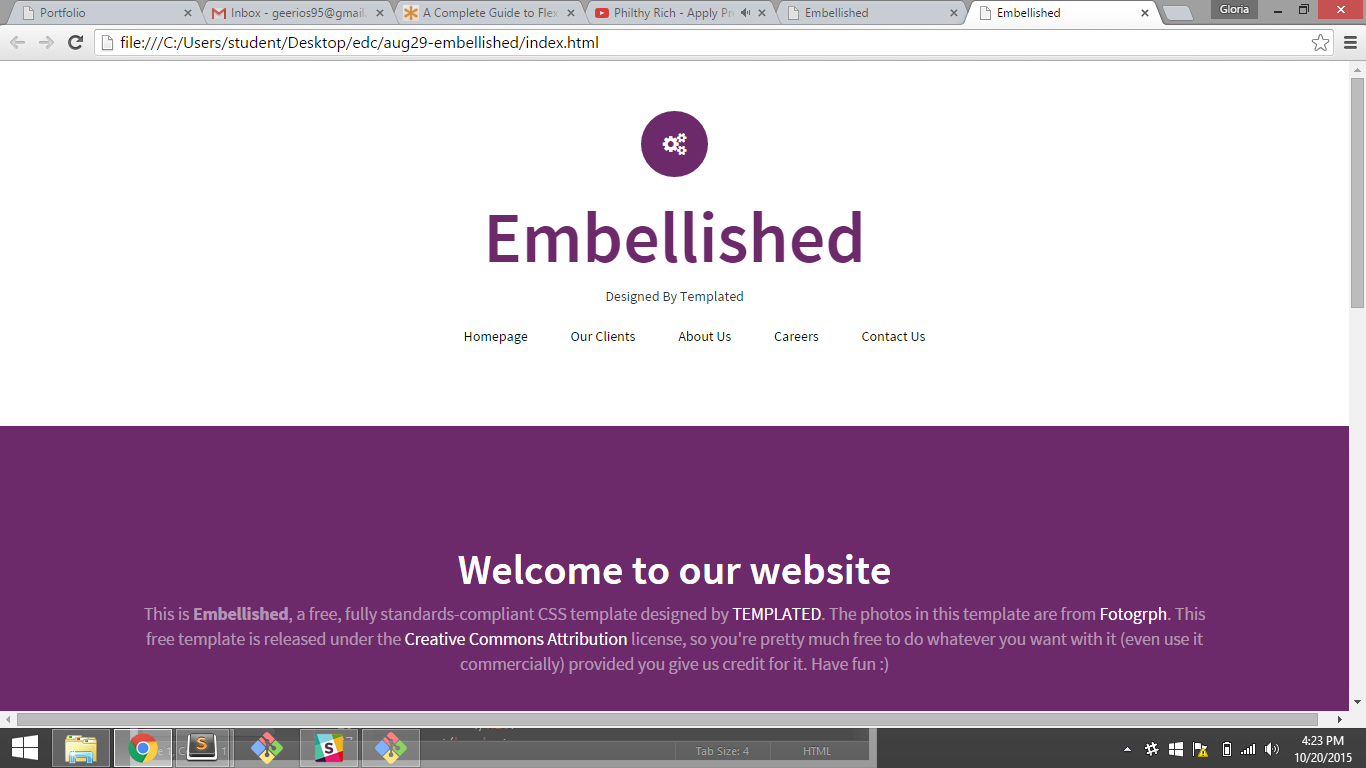 Portfolio
Inbox - geerios95@gmail.
A Complete Guide to Flex
Philthy Rich - Apply Pr
Embellished
Embellished
Gloria
file:///C:/Users/student/Desktop/edc/aug29-embellished/index.html
Embellished
Designed By Templated
Homepage Our Clients About Us Careers Contact Us
Welcome to our website
This is Embellished, a free, fully standards-compliant CSS template designed by TEMPLATED. The photos in this template are from Fotogrph. This
free template is released under the Creative Commons Attribution license, so you're pretty much free to do whatever you want with it (even use it
commercially) provided you give us credit for it. Have fun :)
Tab Size: 4 HTML
4:23 PM
10/20/2015